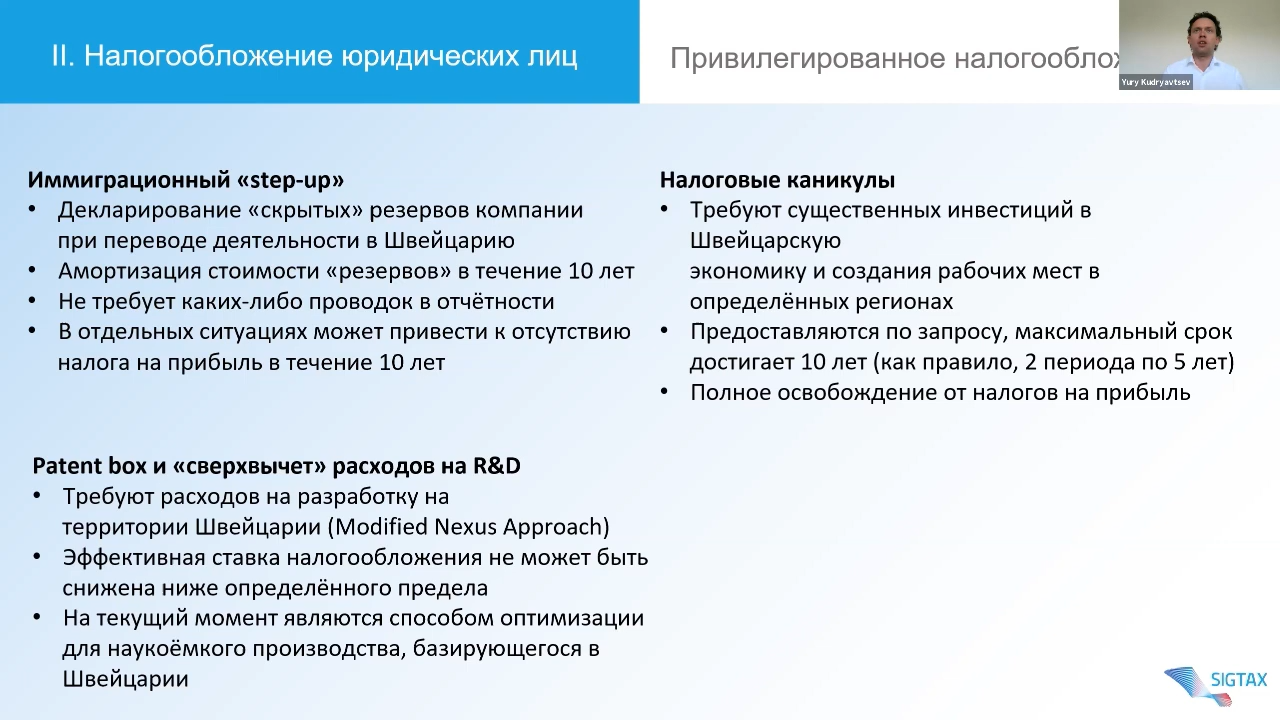 II. Налогообложение юридических лиц
Привилегированное
Yury Kudryavtsev
Иммиграционный «step-up»
• Декларирование «скрытых» резервов компании
при переводе деятельности в Швейцарию
• Амортизация стоимости «резервов» в течение 10 лет
• Не требует каких-либо проводок в отчётности
• В отдельных ситуациях может привести к отсутствию
налога на прибыль в течение 10 лет
Налоговые каникулы
• Требуют существенных инвестиций в
Швейцарскую
экономику и создания рабочих мест в
определённых регионах
• Предоставляются по запросу, максимальный срок
достигает 10 лет (как правило, 2 периода по 5 лет)
• Полное освобождение от налогов на прибыль
Patent box и «сверхвычет» расходов на R&D
• Требуют расходов на разработку на
территории Швейцарии (Modified Nexus Approach)
• Эффективная ставка налогообложения не может быть
снижена ниже определённого предела
• На текущий момент являются способом оптимизации
для наукоёмкого производства, базирующегося в
Швейцарии
SIGTAX